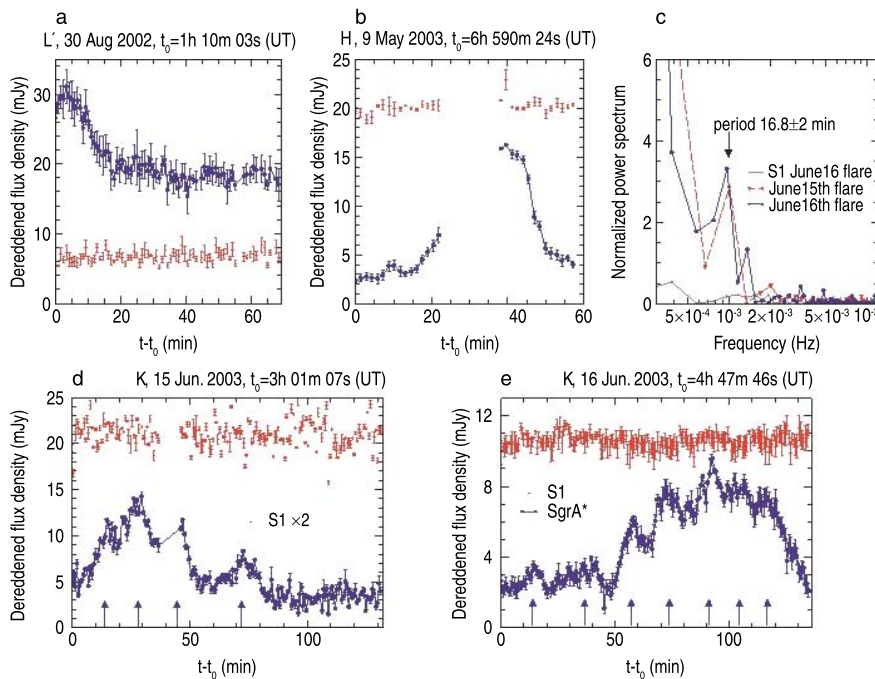 a
L´, 30 Aug 2002, t0=1h 10m 03s (UT)
Dereddened flux density (mJy)
30
20
10
0
0 20 40 60
t-t0 (min)
b
H, 9 May 2003, t0=6h 590m 24s (UT)
Dereddened flux density (mJy)
25
20
15
10
5
0
0 20 40 60
t-t0 (min)
c
Normalized power spectrum
6
4
2
0
period 16.8±2 min
S1 June16 flare
June15th flare
June16th flare
5×10-4 10-3 2×10-3 5×10-3 10-
Frequency (Hz)
d
K, 15 Jun. 2003, t0=3h 01m 07s (UT)
Dereddened flux density (mJy)
25
20
15
10
5
0
S1 ×2
0 50 100
t-t0 (min)
e
K, 16 Jun. 2003, t0=4h 47m 46s (UT)
Dereddened flux density (mJy)
12
8
4
0
S1
SgrA*
0 50 100
t-t0 (min)